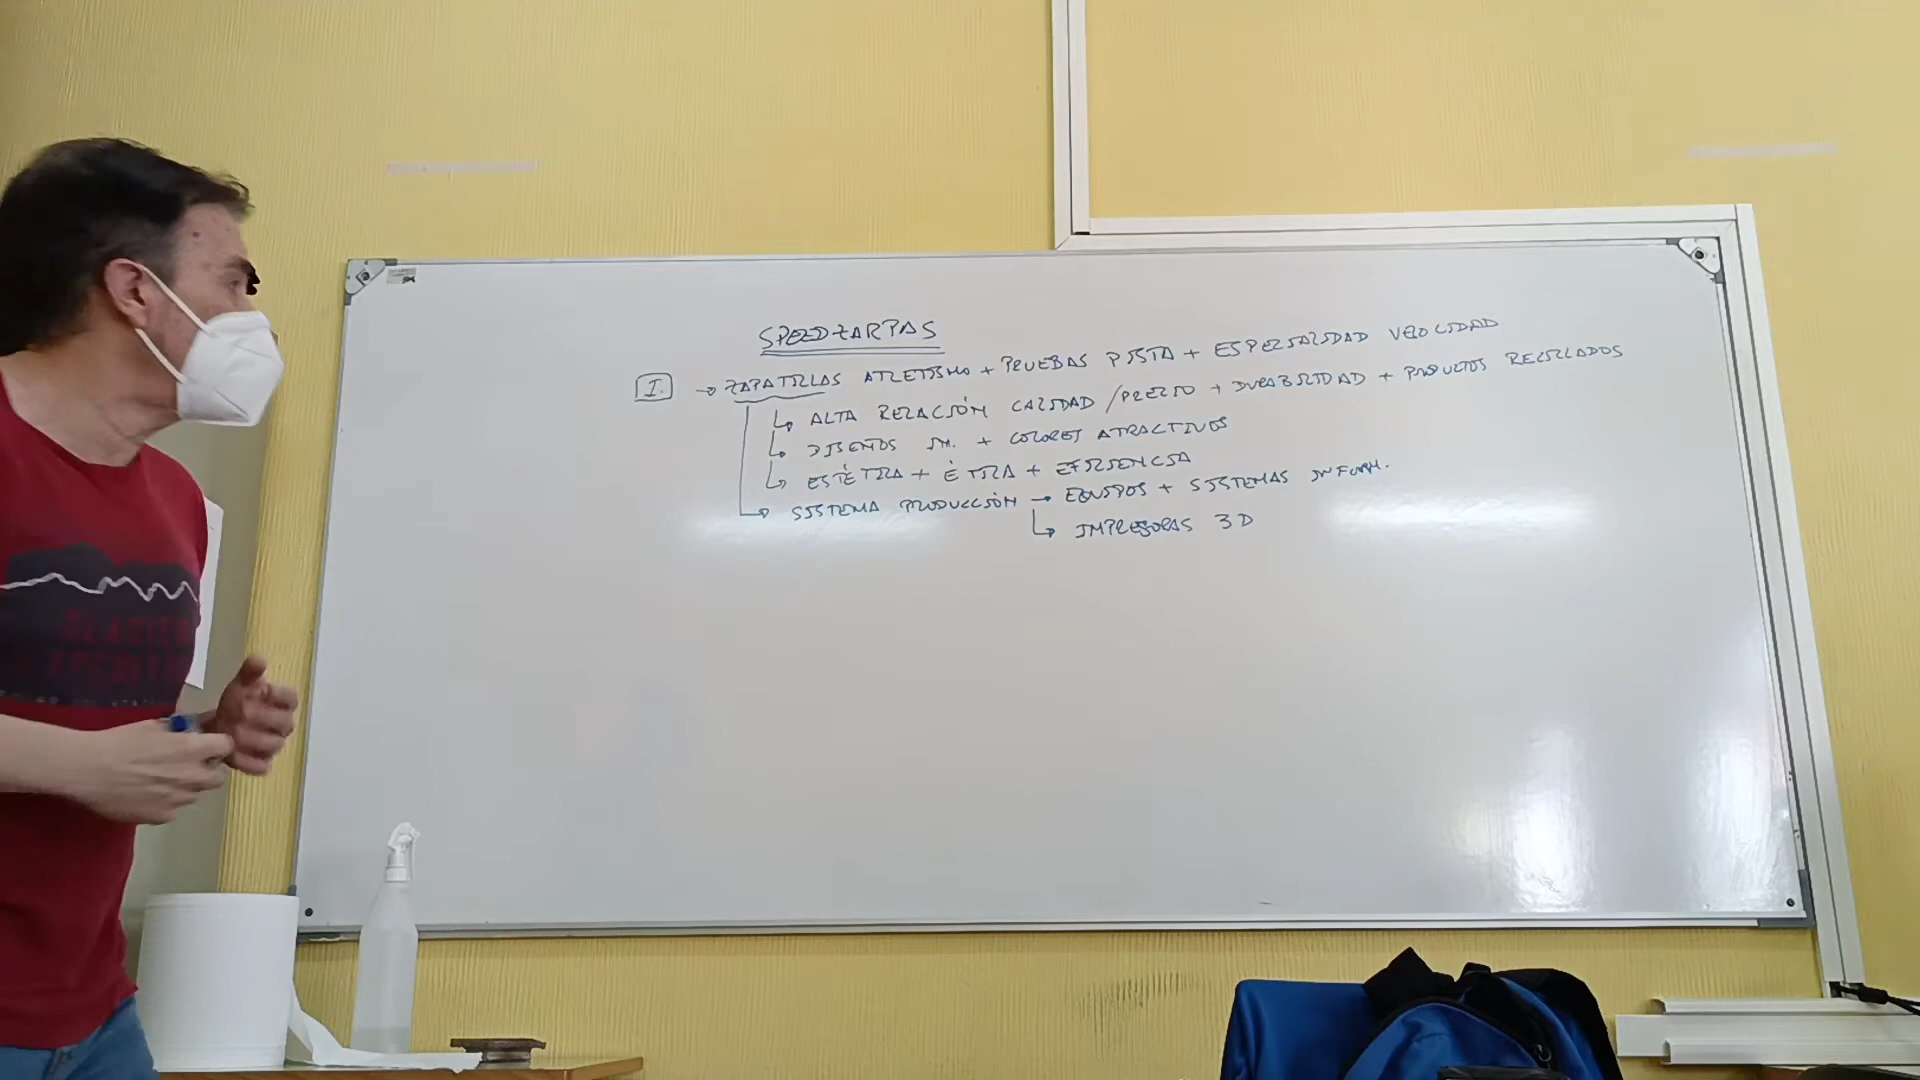 SPEEDZARPAS
I. → ZAPATILLAS ATLETISMO + PRUEBAS PISTA + ESPECIALIDAD VELOCIDAD
↳ ALTA RELACIÓN CALIDAD/PRECIO + DURABILIDAD + PRODUCTOS RECICLADOS
↳ DISEÑOS + COLORES ATRACTIVOS
↳ ESTÉTICA + ÉTICA + EFICIENCIA
↳ SISTEMA PRODUCCIÓN → EQUIPOS + SISTEMAS INFORM.
↳ IMPRESORAS 3D